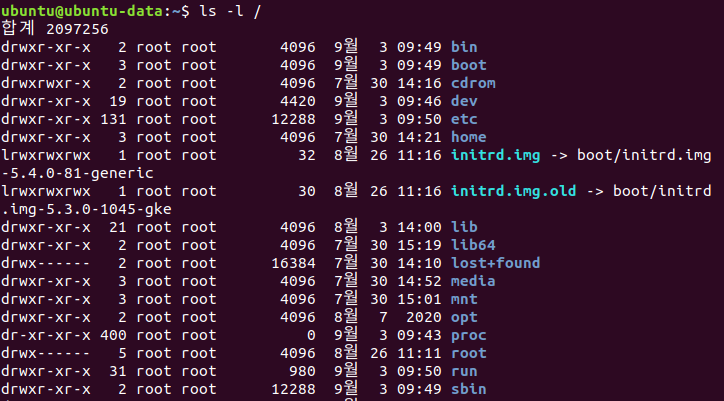 ubuntu@ubuntu-data:~$ ls -l /
합계 2097256
drwxr-xr-x   2 root root       4096  9월   3 09:49 bin
drwxr-xr-x   3 root root       4096  9월   3 09:49 boot
drwxrwxr-x   2 root root       4096  7월  30 14:16 cdrom
drwxr-xr-x  19 root root       4420  9월   3 09:46 dev
drwxr-xr-x 131 root root      12288  9월   3 09:50 etc
drwxr-xr-x   3 root root       4096  7월  30 14:21 home
lrwxrwxrwx   1 root root         32  8월  26 11:16 initrd.img -> boot/initrd.img
-5.4.0-81-generic
lrwxrwxrwx   1 root root         30  8월  26 11:16 initrd.img.old -> boot/initrd
.img-5.3.0-1045-gke
drwxr-xr-x  21 root root       4096  8월   3 14:00 lib
drwxr-xr-x   2 root root       4096  7월  30 15:19 lib64
drwx------   2 root root      16384  7월  30 14:10 lost+found
drwxr-xr-x   3 root root       4096  7월  30 14:52 media
drwxr-xr-x   3 root root       4096  7월  30 15:01 mnt
drwxr-xr-x   2 root root       4096  8월   7  2020 opt
dr-xr-xr-x 400 root root          0  9월   3 09:43 proc
drwx------   5 root root       4096  8월  26 11:11 root
drwxr-xr-x  31 root root        980  9월   3 09:50 run
drwxr-xr-x   2 root root      12288  9월   3 09:49 sbin